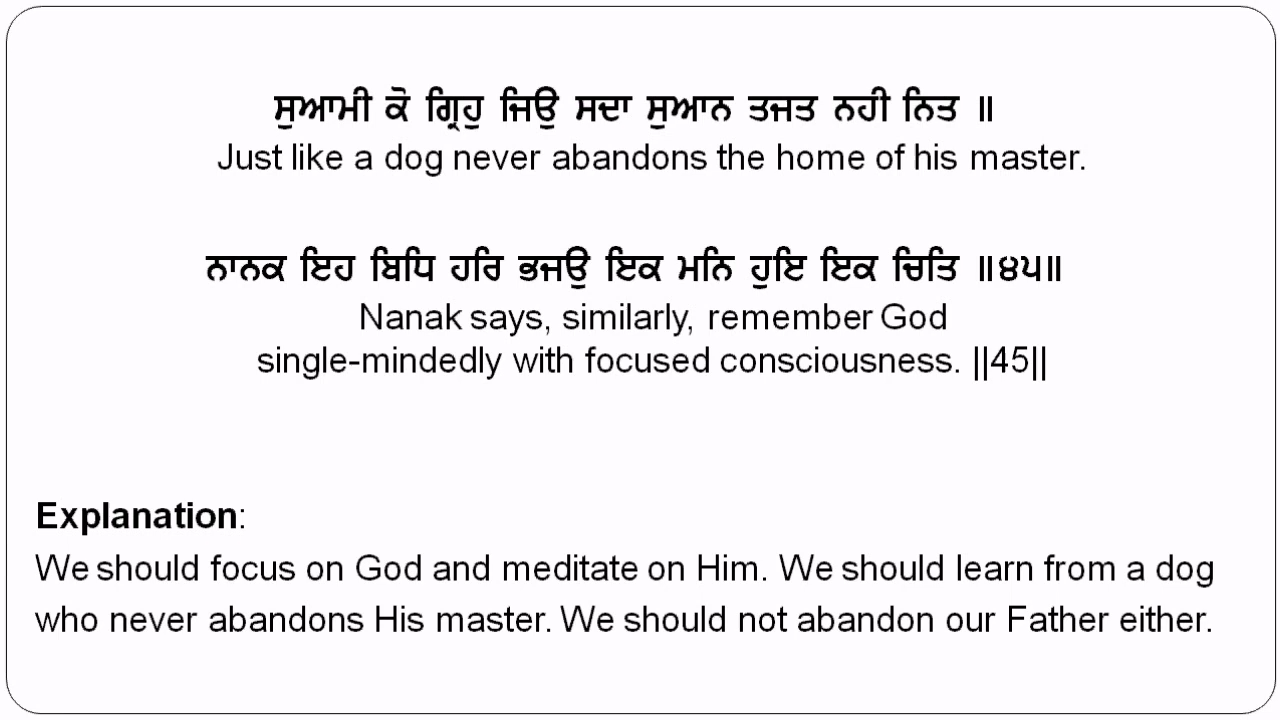 ਸੁਆਮੀ ਕੋ ਗ੍ਰਿਹੁ ਜਿਉ ਸਦਾ ਸੁਆਨ ਤਜਤ ਨਹੀ ਨਿਤ ॥
Just like a dog never abandons the home of his master.
ਨਾਨਕ ਇਹ ਬਿਧਿ ਹਰਿ ਭਜਉ ਇਕ ਮਨਿ ਹੁਇ ਇਕ ਚਿਤਿ ॥੪੫॥
Nanak says, similarly, remember God
single-mindedly with focused consciousness. ||45||
Explanation:
We should focus on God and meditate on Him. We should learn from a dog
who never abandons His master. We should not abandon our Father either.